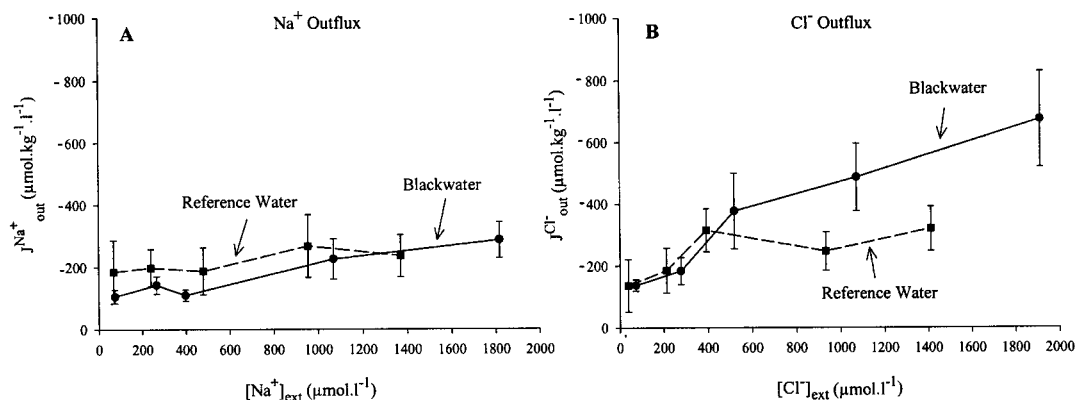 A
Na⁺ Outflux
-1000
-800
-600
-400
-200
0
J^Na⁺_out (μmol.kg⁻¹.l⁻¹)
Reference Water
Blackwater
0 200 400 600 800 1000 1200 1400 1600 1800 2000
[Na⁺]ext (μmol.l⁻¹)
B
Cl⁻ Outflux
-1000
-800
-600
-400
-200
0
J^Cl⁻_out (μmol.kg⁻¹.l⁻¹)
Blackwater
Reference Water
0 200 400 600 800 1000 1200 1400 1600 1800 2000
[Cl⁻]ext (μmol.l⁻¹)